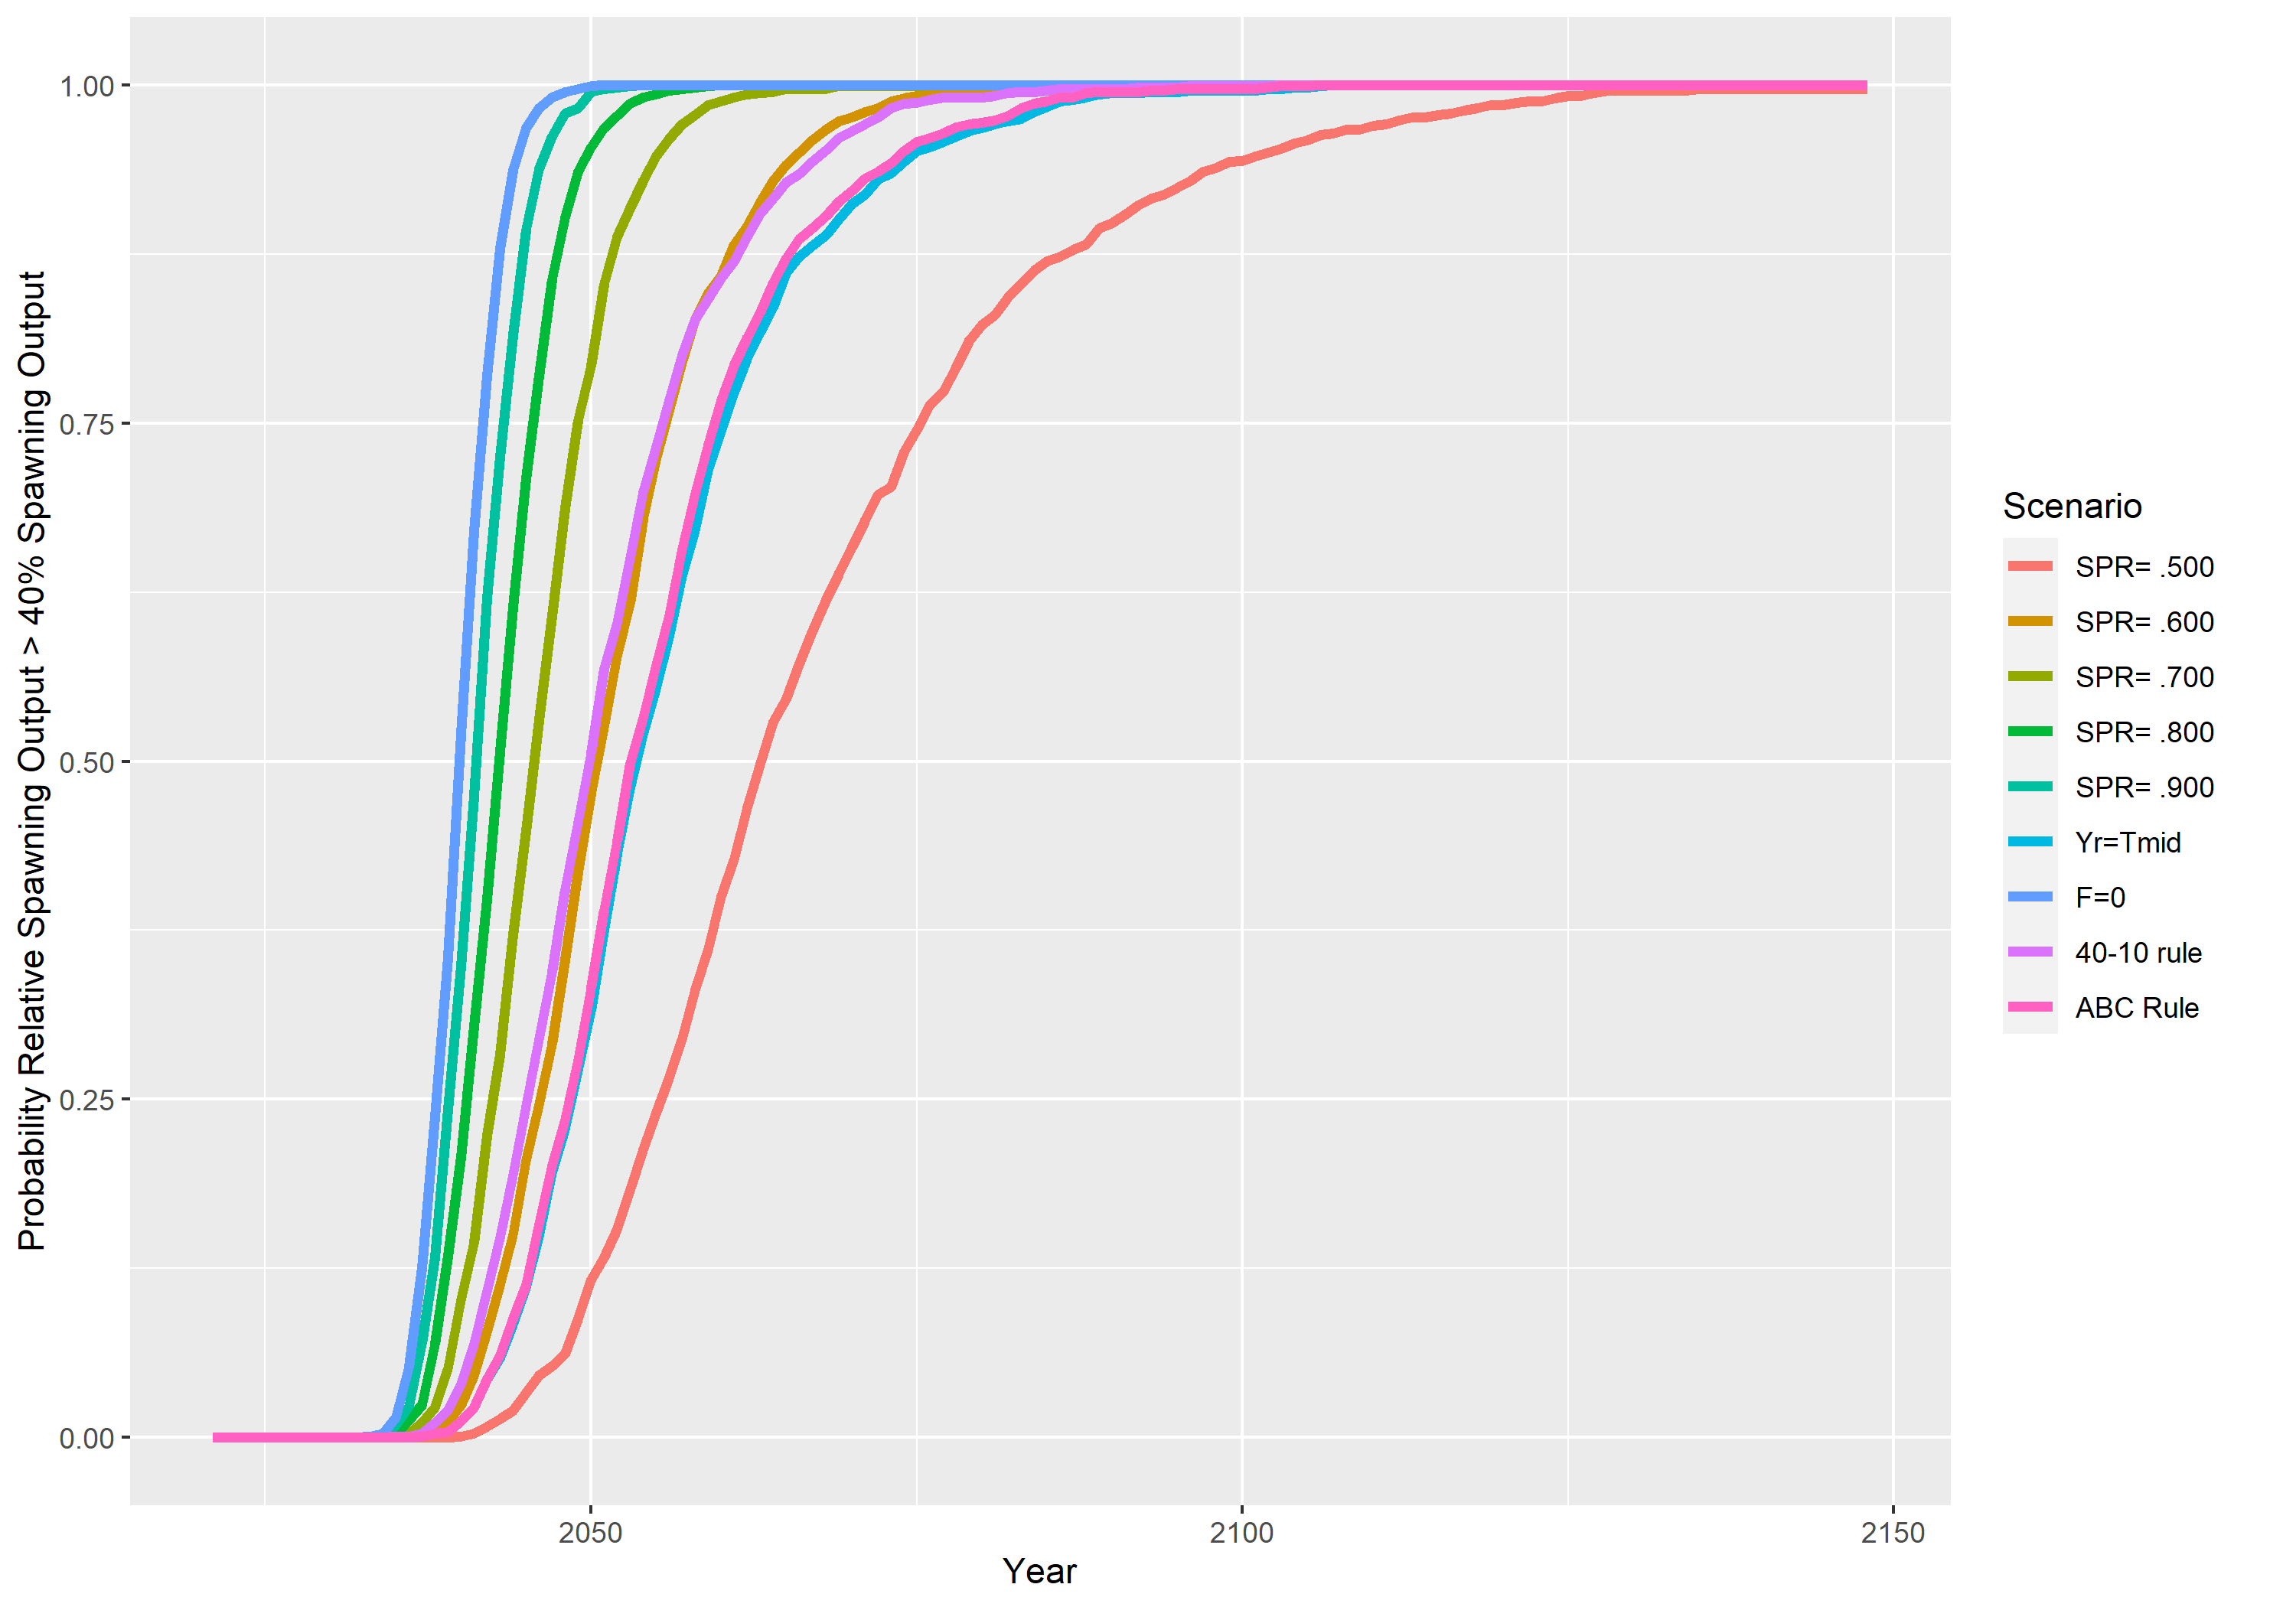 Probability Relative Spawning Output > 40% Spawning Output
1.00
0.75
0.50
0.25
0.00
2050
2100
2150
Year
Scenario
SPR= .500
SPR= .600
SPR= .700
SPR= .800
SPR= .900
Yr=Tmid
F=0
40-10 rule
ABC Rule